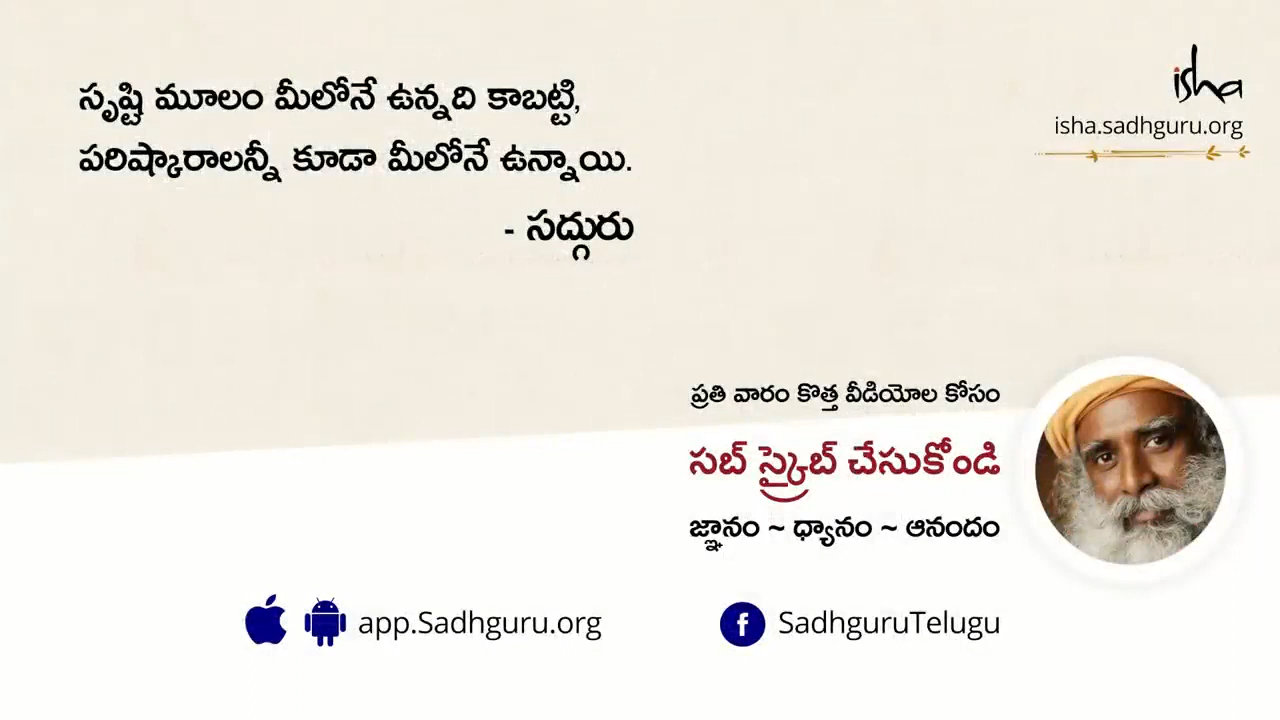 సృష్టి మూలం మీలోనే ఉన్నది కాబట్టి,
పరిష్కారాలన్నీ కూడా మీలోనే ఉన్నాయి.
- సద్గురు
isha
isha.sadhguru.org
ప్రతి వారం కొత్త వీడియోల కోసం
సబ్ స్క్రైబ్ చేసుకోండి
జ్ఞానం ~ ధ్యానం ~ ఆనందం
app.Sadhguru.org
SadhguruTelugu